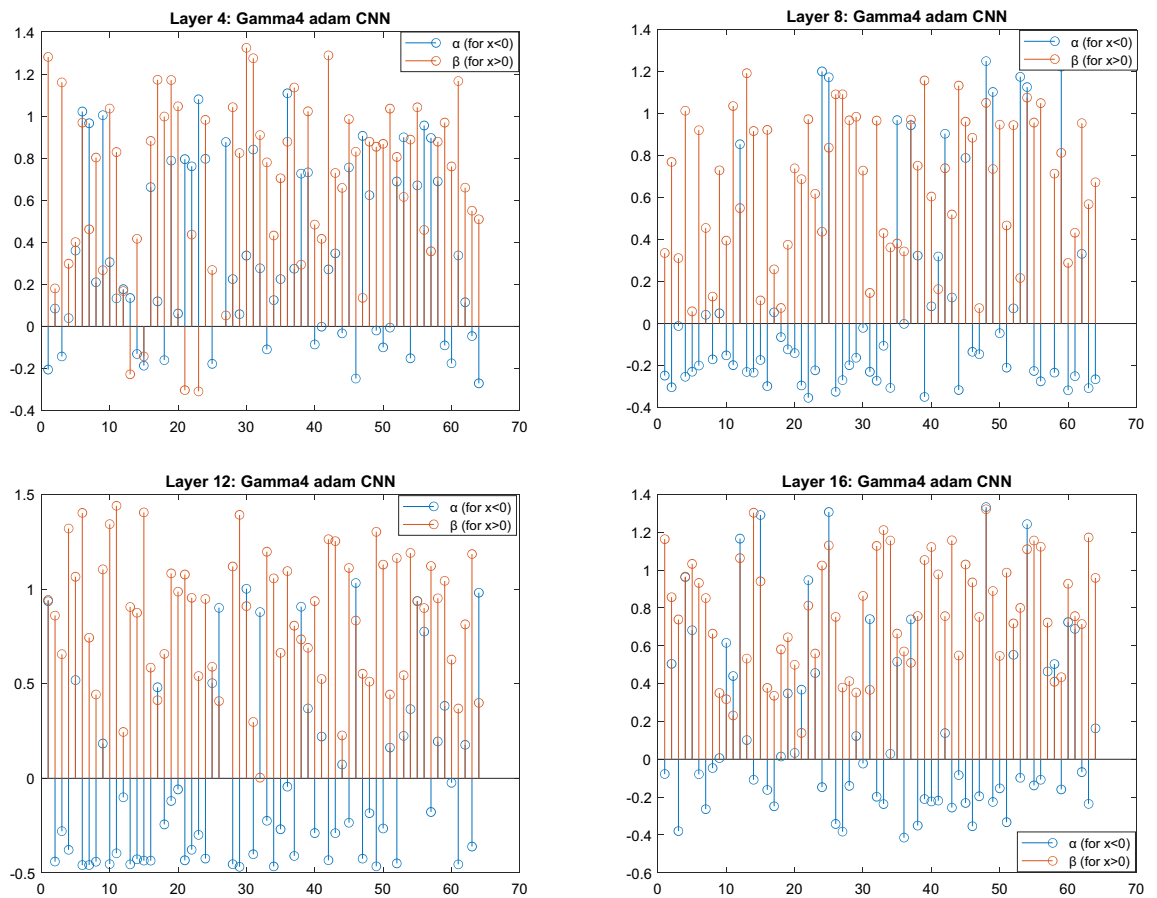 Layer 4: Gamma4 adam CNN
1.4
1.2
1
0.8
0.6
0.4
0.2
0
-0.2
-0.4
0 10 20 30 40 50 60 70
α (for x<0)
β (for x>0)
Layer 8: Gamma4 adam CNN
1.4
1.2
1
0.8
0.6
0.4
0.2
0
-0.2
-0.4
0 10 20 30 40 50 60 70
α (for x<0)
β (for x>0)
Layer 12: Gamma4 adam CNN
1.5
1
0.5
0
-0.5
0 10 20 30 40 50 60 70
α (for x<0)
β (for x>0)
Layer 16: Gamma4 adam CNN
1.4
1.2
1
0.8
0.6
0.4
0.2
0
-0.2
-0.4
-0.6
0 10 20 30 40 50 60 70
α (for x<0)
β (for x>0)